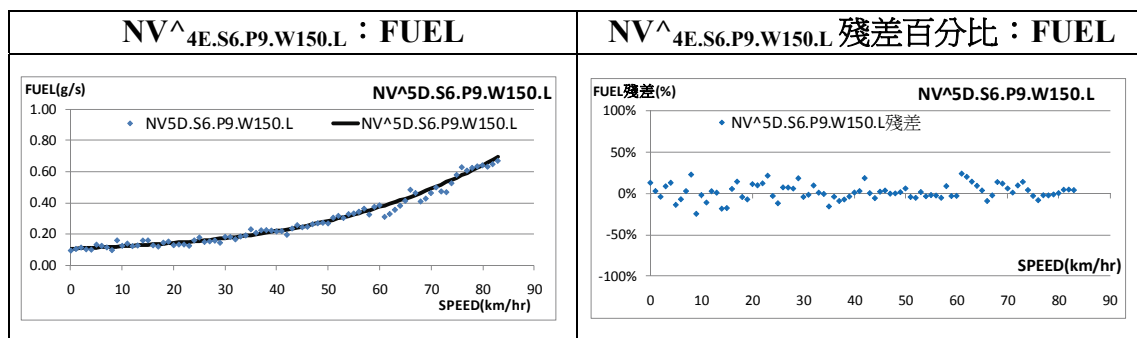 NV^4E.S6.P9.W150.L：FUEL
NV^4E.S6.P9.W150.L 殘差百分比：FUEL
FUEL(g/s)
NV^5D.S6.P9.W150.L
NV5D.S6.P9.W150.L
NV^5D.S6.P9.W150.L
1.00
0.80
0.60
0.40
0.20
0.00
0 10 20 30 40 50 60 70 80 90
SPEED(km/hr)
FUEL殘差(%)
NV^5D.S6.P9.W150.L
NV^5D.S6.P9.W150.L殘差
100%
50%
0%
-50%
-100%
SPEED(km/hr)
0 10 20 30 40 50 60 70 80 90